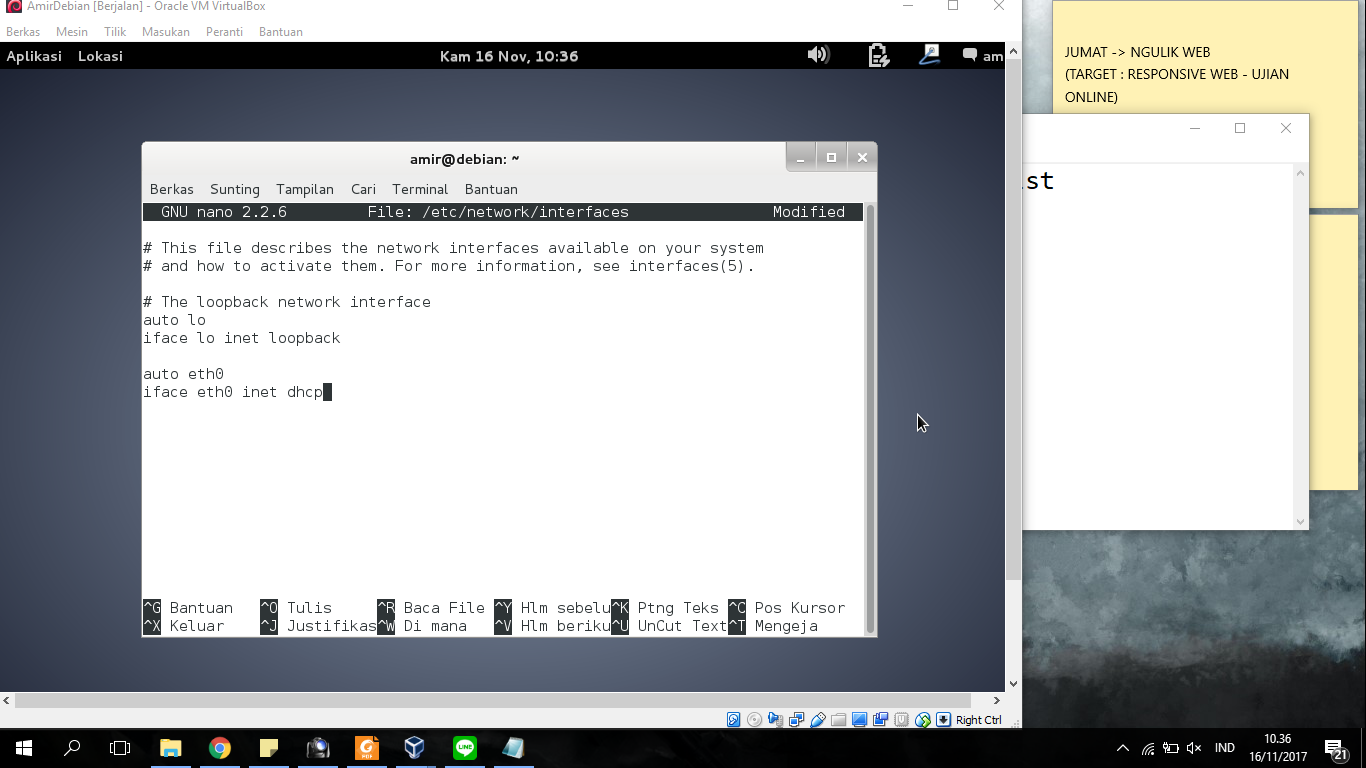 AmirDebian [Berjalan] - Oracle VM VirtualBox
Berkas Mesin Tilik Masukan Peranti Bantuan
Aplikasi Lokasi Kam 16 Nov, 10:36 am
amir@debian: ~
Berkas Sunting Tampilan Cari Terminal Bantuan
GNU nano 2.2.6 File: /etc/network/interfaces Modified
# This file describes the network interfaces available on your system
# and how to activate them. For more information, see interfaces(5).
# The loopback network interface
auto lo
iface lo inet loopback
auto eth0
iface eth0 inet dhcp
^G Bantuan ^O Tulis ^R Baca File ^Y Hlm sebelu^K Ptng Teks ^C Pos Kursor
^X Keluar ^J Justifikas^W Di mana ^V Hlm beriku^U UnCut Text^T Mengeja
Right Ctrl
JUMAT -> NGULIK WEB
(TARGET : RESPONSIVE WEB - UJIAN
ONLINE)
st
PDF
LINE
IND
10.36
16/11/2017
21